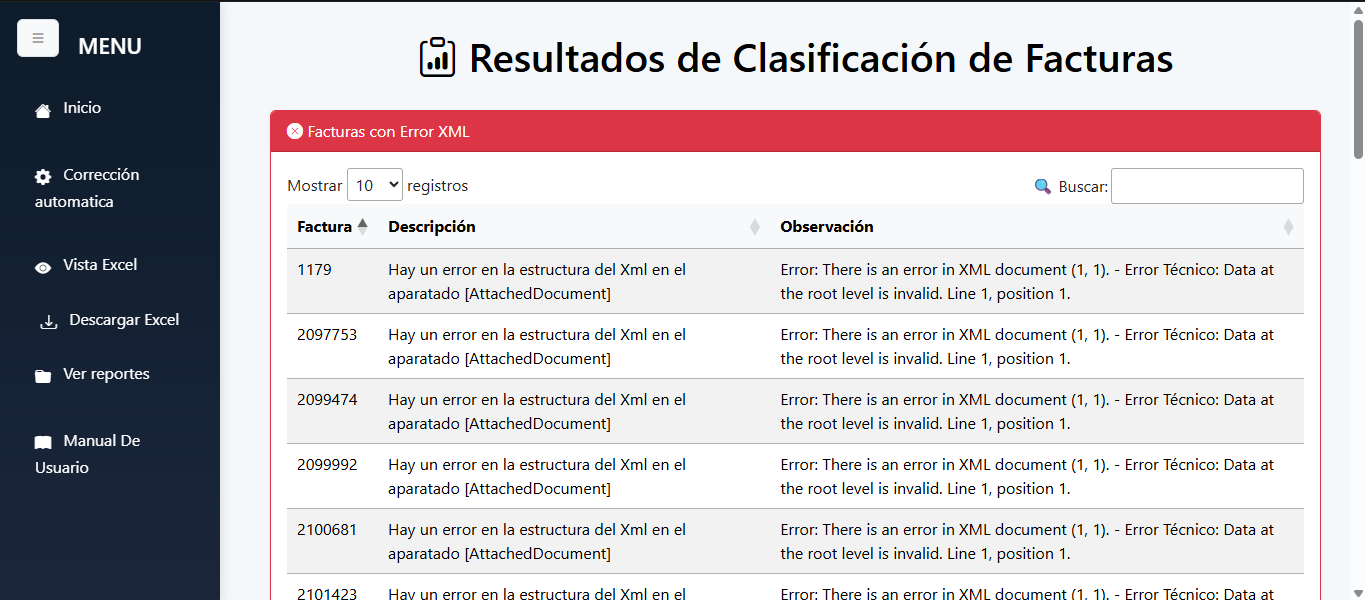 MENU
Inicio
Corrección
automatica
Vista Excel
Descargar Excel
Ver reportes
Manual De
Usuario
Resultados de Clasificación de Facturas
Facturas con Error XML
Mostrar 10 registros
Buscar:
Factura Descripción Observación
1179 Hay un error en la estructura del Xml en el Error: There is an error in XML document (1, 1). - Error Técnico: Data at
aparatado [AttachedDocument] the root level is invalid. Line 1, position 1.
2097753 Hay un error en la estructura del Xml en el Error: There is an error in XML document (1, 1). - Error Técnico: Data at
aparatado [AttachedDocument] the root level is invalid. Line 1, position 1.
2099474 Hay un error en la estructura del Xml en el Error: There is an error in XML document (1, 1). - Error Técnico: Data at
aparatado [AttachedDocument] the root level is invalid. Line 1, position 1.
2099992 Hay un error en la estructura del Xml en el Error: There is an error in XML document (1, 1). - Error Técnico: Data at
aparatado [AttachedDocument] the root level is invalid. Line 1, position 1.
2100681 Hay un error en la estructura del Xml en el Error: There is an error in XML document (1, 1). - Error Técnico: Data at
aparatado [AttachedDocument] the root level is invalid. Line 1, position 1.
2101423 Hay un error en la estructura del Xml en el Error: There is an error in XML document (1, 1). - Error Técnico: Data at